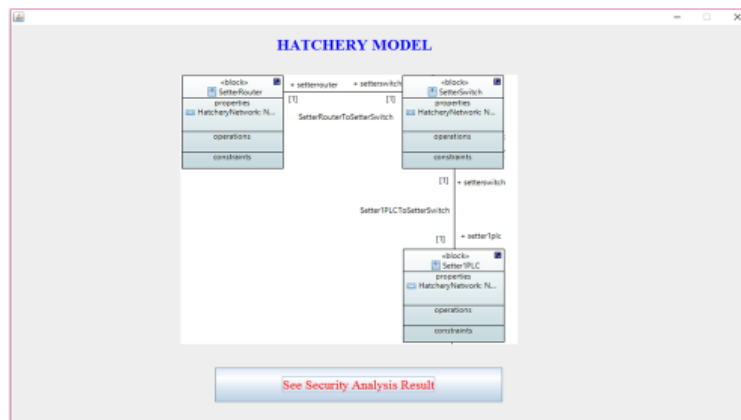 HATCHERY MODEL
«block»
SetterRouter
properties
HatcheryNetwork: N...
operations
constraints
+ setterrouter
+ setterswitch
[1]
[1]
SetterRouterToSetterSwitch
«block»
SetterSwitch
properties
HatcheryNetwork: N...
operations
constraints
[1]
+ setterswitch
Setter1PLCToSetterSwitch
[1]
+ setter1plc
«block»
Setter1PLC
properties
HatcheryNetwork: N...
operations
constraints
See Security Analysis Result